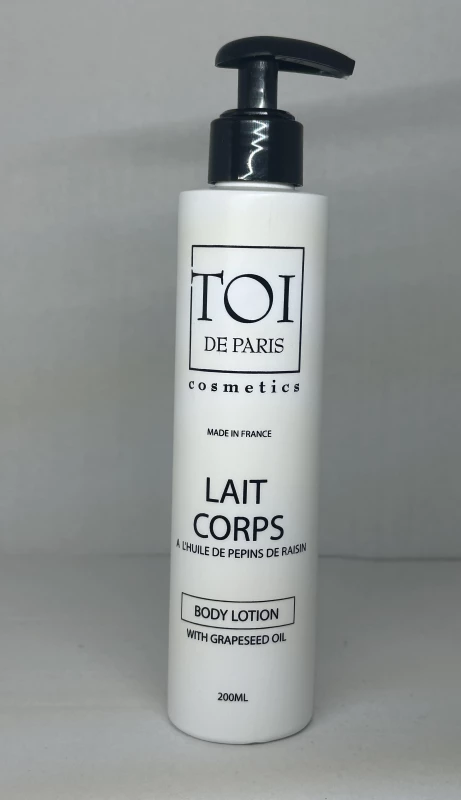 TOI
DE PARIS
cosmetics
MADE IN FRANCE
LAIT
CORPS
A L'HUILE DE PEPINS DE RAISIN
BODY LOTION
WITH GRAPESEED OIL
200ML